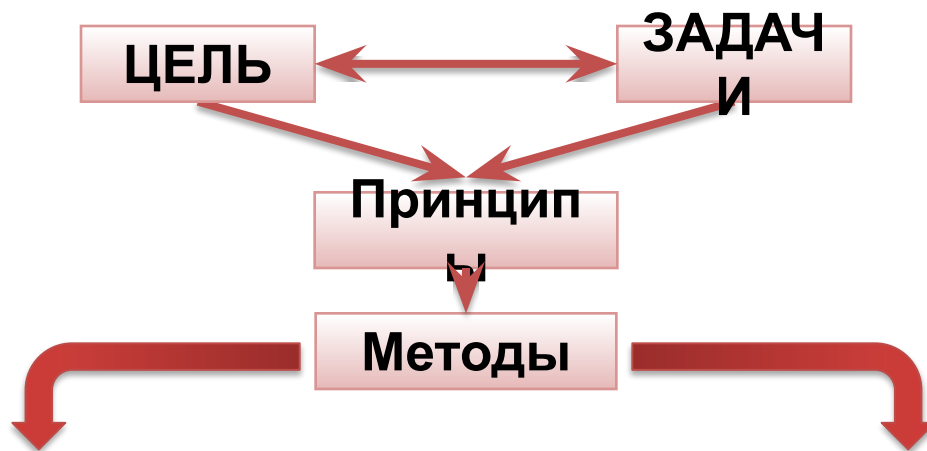 ЦЕЛЬ
ЗАДАЧ
И
Принцип
ы
Методы